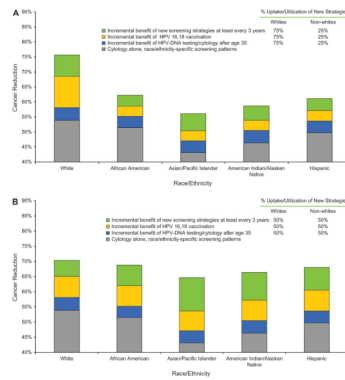 A
% Uptake/Utilization of New Strategies
Whites Non-whites
Incremental benefit of new screening strategies at least every 3 years 75% 25%
Incremental benefit of HPV 16,18 vaccination 75% 25%
Incremental benefit of HPV-DNA testing/cytology after age 35 75% 25%
Cytology alone, race/ethnicity-specific screening patterns
90%
85%
80%
75%
70%
65%
60%
55%
50%
45%
40%
Cancer Reduction
White African American Asian/Pacific Islander American Indian/Alaskan Native Hispanic
Race/Ethnicity
B
% Uptake/Utilization of New Strategies
Whites Non-whites
Incremental benefit of new screening strategies at least every 3 years 50% 50%
Incremental benefit of HPV 16,18 vaccination 50% 50%
Incremental benefit of HPV-DNA testing/cytology after age 35 50% 50%
Cytology alone, race/ethnicity-specific screening patterns
90%
85%
80%
75%
70%
65%
60%
55%
50%
45%
40%
Cancer Reduction
White African American Asian/Pacific Islander American Indian/Alaskan Native Hispanic
Race/Ethnicity